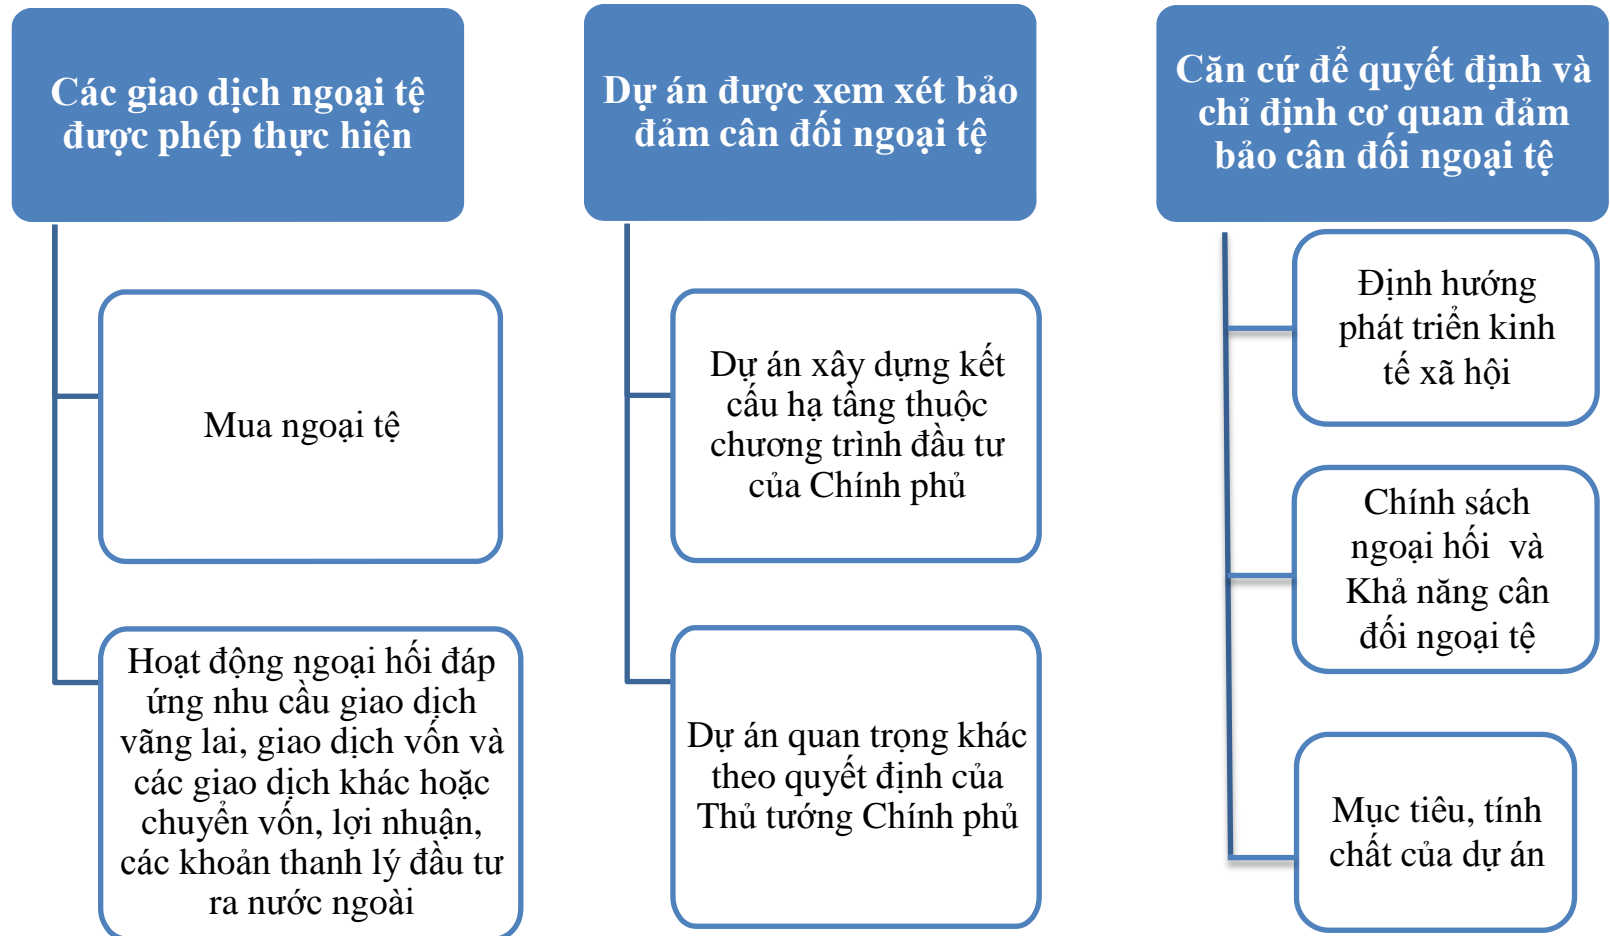 Các giao dịch ngoại tệ
được phép thực hiện
Mua ngoại tệ
Hoạt động ngoại hối đáp
ứng nhu cầu giao dịch
vãng lai, giao dịch vốn và
các giao dịch khác hoặc
chuyển vốn, lợi nhuận,
các khoản thanh lý đầu tư
ra nước ngoài
Dự án được xem xét bảo
đảm cân đối ngoại tệ
Dự án xây dựng kết
cấu hạ tầng thuộc
chương trình đầu tư
của Chính phủ
Dự án quan trọng khác
theo quyết định của
Thủ tướng Chính phủ
Căn cứ để quyết định và
chỉ định cơ quan đảm
bảo cân đối ngoại tệ
Định hướng
phát triển kinh
tế xã hội
Chính sách
ngoại hối và
Khả năng cân
đối ngoại tệ
Mục tiêu, tính
chất của dự án